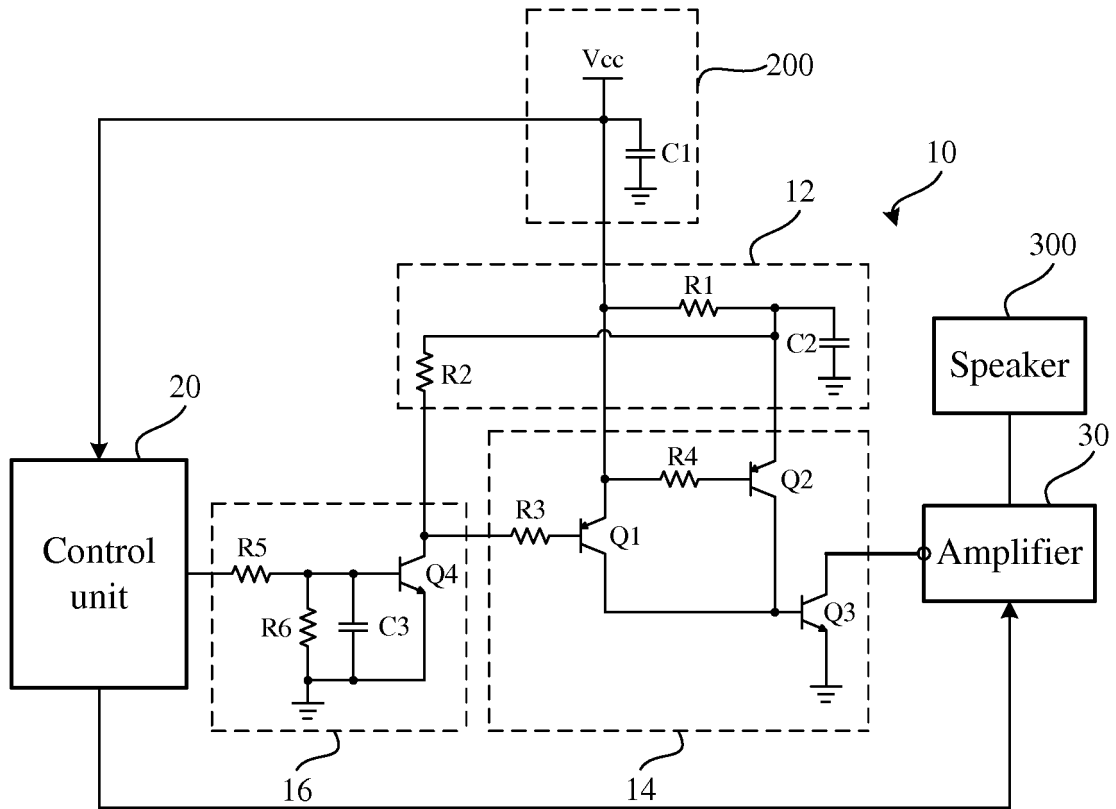 200
Vcc
C1
10
12
300
R1
C2
R2
Speaker
20
30
R4
Q2
R3
Q1
Control
unit
R5
Q4
Amplifier
R6
C3
Q3
16
14